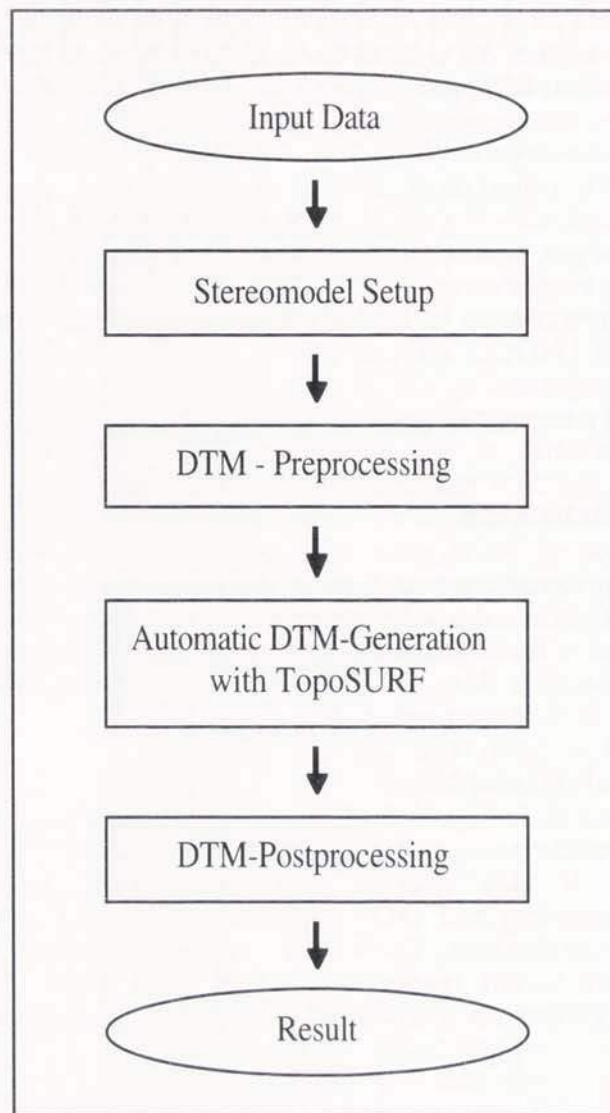 Input Data
Stereomodel Setup
DTM - Preprocessing
Automatic DTM-Generation
with TopoSURF
DTM-Postprocessing
Result